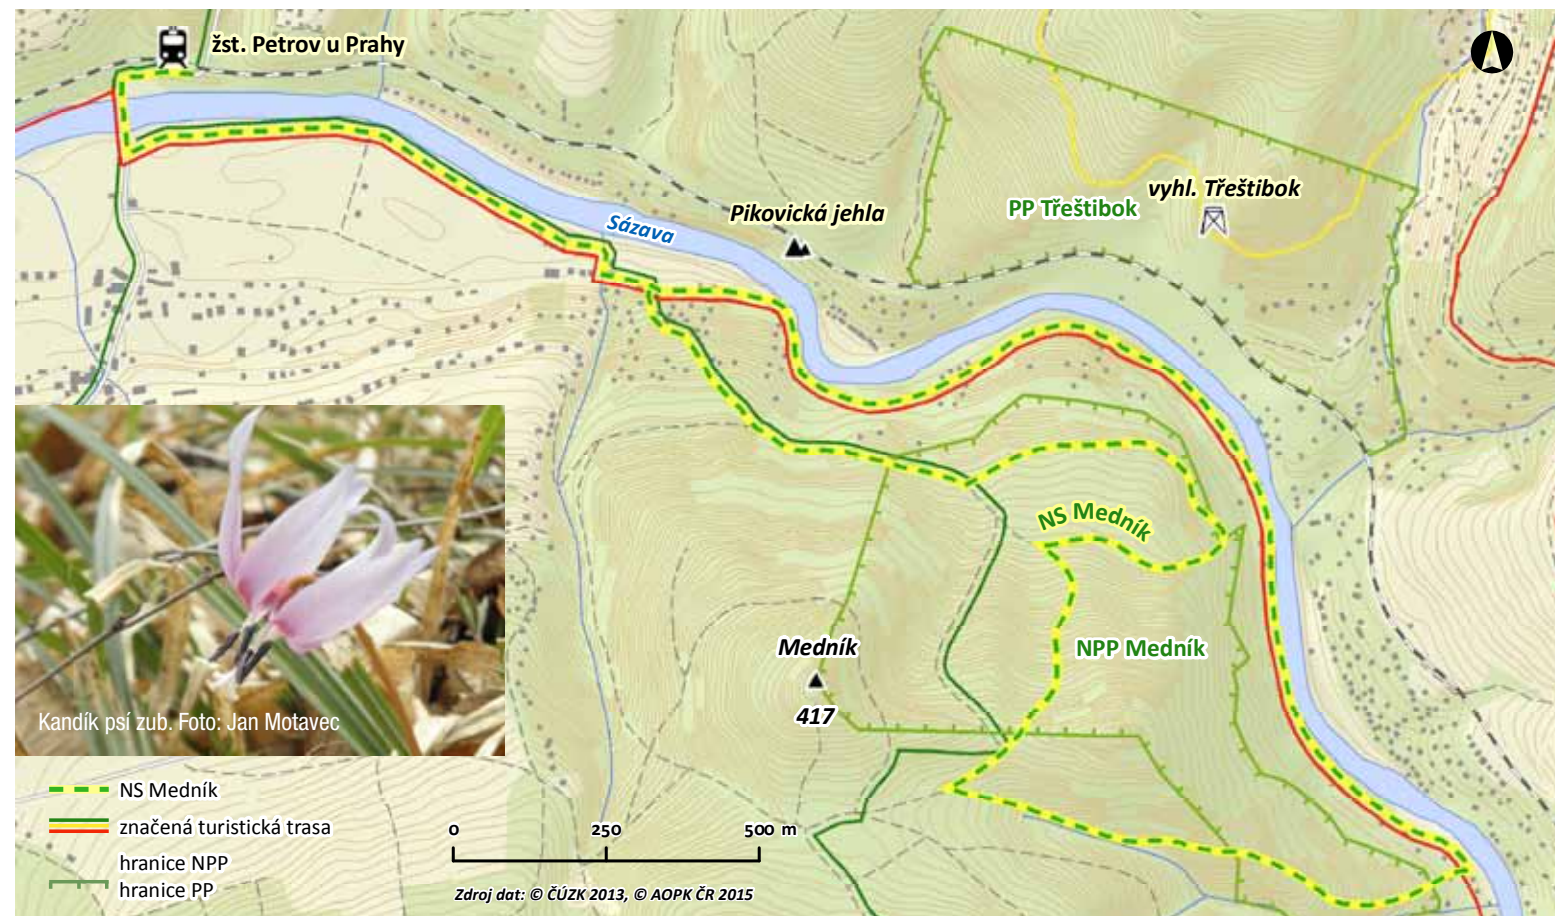 žst. Petrov u Prahy
Sázava
Pikovická jehla
PP Třeštibok
vyhl. Třeštibok
NS Medník
NPP Medník
Medník
417
Kandík psí zub. Foto: Jan Motavec
NS Medník
značená turistická trasa
hranice NPP
hranice PP
0 250 500 m
Zdroj dat: © ČÚZK 2013, © AOPK ČR 2015